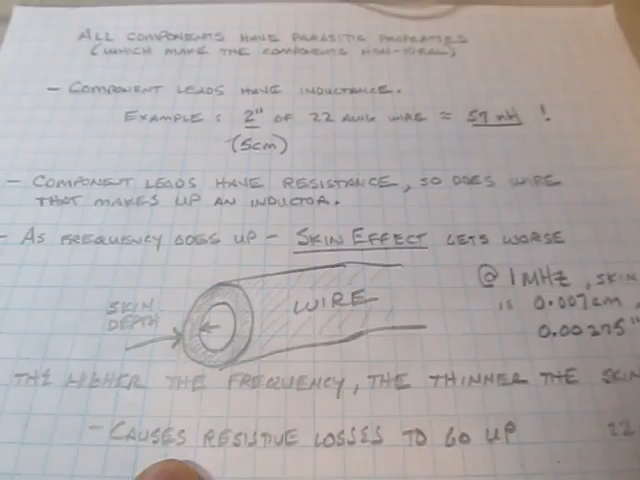 ALL COMPONENTS HAVE PARASITIC PROPERTIES
(WHICH MAKE THE COMPONENTS NON-IDEAL)
- COMPONENT LEADS HAVE INDUCTANCE.
EXAMPLE: 2" OF 22 AWG WIRE ≈ 57 nH !
(5cm)
- COMPONENT LEADS HAVE RESISTANCE, SO DOES WIRE
THAT MAKES UP AN INDUCTOR.
- AS FREQUENCY GOES UP - SKIN EFFECT GETS WORSE
SKIN
DEPTH
WIRE
@ 1MHZ, SKIN
IS 0.007cm
0.00275"
THE HIGHER THE FREQUENCY, THE THINNER THE SKIN
- CAUSES RESISTIVE LOSSES TO GO UP
22